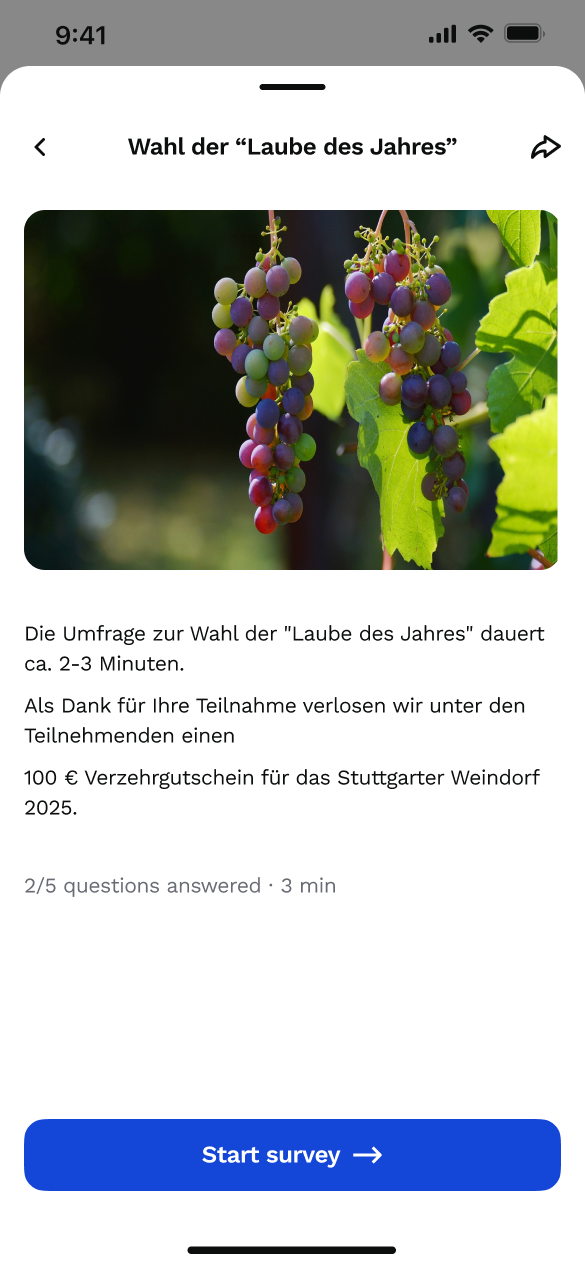 9:41
Wahl der “Laube des Jahres”
Die Umfrage zur Wahl der "Laube des Jahres" dauert
ca. 2-3 Minuten.
Als Dank für Ihre Teilnahme verlosen wir unter den
Teilnehmenden einen
100 € Verzehrgutschein für das Stuttgarter Weindorf
2025.
2/5 questions answered · 3 min
Start survey →